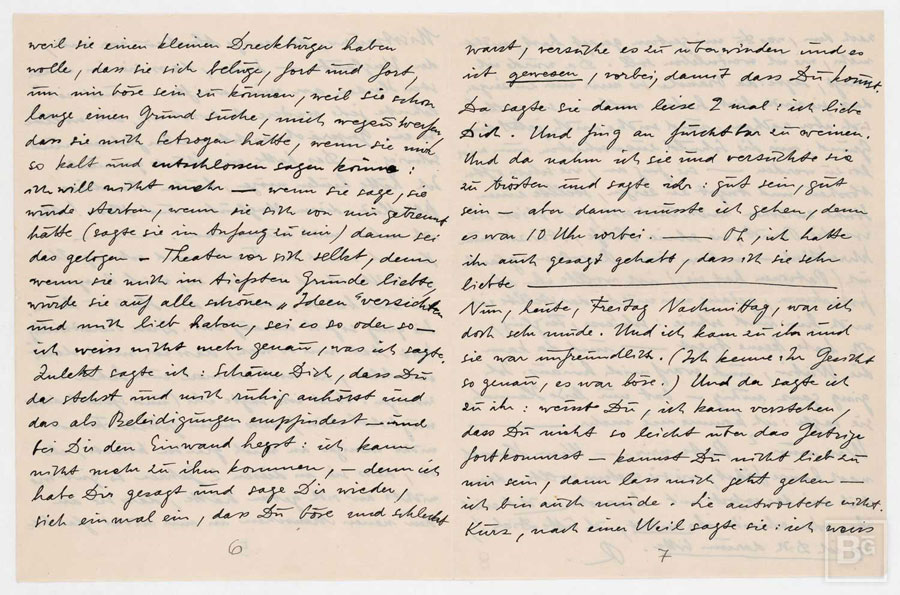 weil sie einen kleinen Dreckbürger haben
wolle, dass sie sich belüge, fort und fort,
um mir böse sein zu können, weil sie schon
lange einen Grund suche, mich wegzuwerfen,
dass sie mich betrogen hätte, wenn sie mir
so kalt und entschlossen sagen könne:
ich will nicht mehr — wenn sie sage, sie
würde sterben, wenn sie sich von mir getrennt
hätte (sagte sie im Anfang zu mir) dann sei
das gelogen – Theater vor sich selbst, denn
wenn sie mich im tiefsten Grunde liebte,
würde sie auf alle schönen „Ideen" verzichten
und mich lieb haben, sei es so oder so —
ich weiss nicht mehr genau, was ich sagte.
Zuletzt sagte ich: schäme Dich, dass Du
da stehst und mich ruhig anhörst und
das als Beleidigungen empfindest – und
bei Dir den Einwand hegst: ich kann
nicht mehr zu ihm kommen, – denn ich
habe Dir gesagt und sage Dir wieder,
sieh einmal ein, dass Du böse und schlecht
6
warst, versuche es zu überwinden und es
ist gewesen, vorbei, damit dass Du kommst.
Da sagte sie dann leise 2 mal: ich liebe
Dich. Und fing an furchtbar zu weinen.
Und da nahm ich sie und versuchte sie
zu trösten und sagte ihr: gut sein, gut
sein – aber dann musste ich gehen, denn
es war 10 Uhr vorbei. — Oh, ich hatte
ihr auch gesagt gehabt, dass ich sie sehr
liebte —
Nun, heute, Freitag Nachmittag, war ich
doch sehr müde. Und ich kam zu ihr und
sie war unfreundlich. (Ich kenne ihr Gesicht
so genau, es war böse.) Und da sagte ich
zu ihr: weisst Du, ich kann verstehen,
dass Du nicht so leicht über das Gestrige
fortkommst – kannst Du nicht lieb zu
mir sein, dann lass mich jetzt gehen –
ich bin auch müde. Sie antwortete nicht.
Kurz, nach einer Weil sagte sie: ich weiss
7
BG